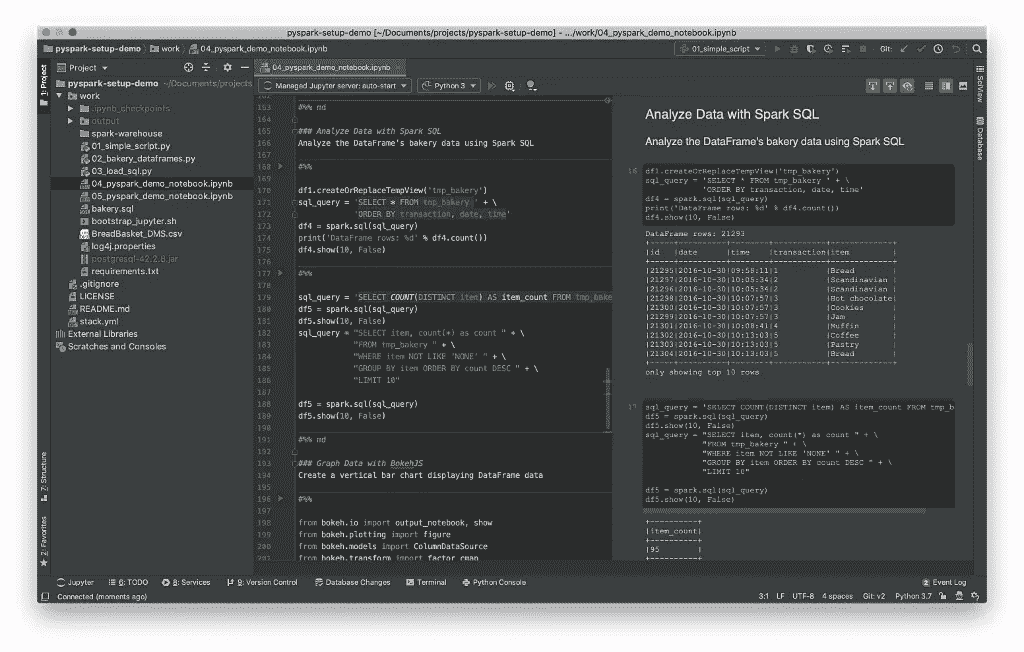 pyspark-setup-demo [~/Documents/projects/pyspark-setup-demo] - .../work/04_pyspark_demo_notebook.ipynb
pyspark-setup-demo work 04_pyspark_demo_notebook.ipynb
01_simple_script
Git:
1: Project
Project
04_pyspark_demo_notebook.ipynb
pyspark-setup-demo ~/Documents/projects
work
.ipynb_checkpoints
output
spark-warehouse
01_simple_script.py
02_bakery_dataframes.py
03_load_sql.py
04_pyspark_demo_notebook.ipynb
05_pyspark_demo_notebook.ipynb
bakery.sql
bootstrap_jupyter.sh
BreadBasket_DMS.csv
log4j.properties
postgresql-42.2.8.jar
requirements.txt
.gitignore
LICENSE
README.md
stack.yml
External Libraries
Scratches and Consoles
Z: Structure
2: Favorites
Managed Jupyter server: auto-start
Python 3
163 #%% md
164
165 ### Analyze Data with Spark SQL
166 Analyze the DataFrame's bakery data using Spark SQL
167
168 #%%
170 df1.createOrReplaceTempView('tmp_bakery')
171 sql_query = 'SELECT * FROM tmp_bakery ' + \
172 'ORDER BY transaction, date, time'
173 df4 = spark.sql(sql_query)
174 print('DataFrame rows: %d' % df4.count())
175 df4.show(10, False)
176
177 #%%
179 sql_query = 'SELECT COUNT(DISTINCT item) AS item_count FROM tmp_bake
180 df5 = spark.sql(sql_query)
181 df5.show(10, False)
182 sql_query = "SELECT item, count(*) as count " + \
183 "FROM tmp_bakery " + \
184 "WHERE item NOT LIKE 'NONE' " + \
185 "GROUP BY item ORDER BY count DESC " + \
186 "LIMIT 10"
187
188 df5 = spark.sql(sql_query)
189 df5.show(10, False)
190
191 #%% md
193 ### Graph Data with BokehJS
194 Create a vertical bar chart displaying DataFrame data
195
196 #%%
198 from bokeh.io import output_notebook, show
199 from bokeh.plotting import figure
200 from bokeh.models import ColumnDataSource
201 from bokeh.transform import factor_cmap
Analyze Data with Spark SQL
Analyze the DataFrame's bakery data using Spark SQL
16 df1.createOrReplaceTempView('tmp_bakery')
sql_query = 'SELECT * FROM tmp_bakery ' + \
'ORDER BY transaction, date, time'
df4 = spark.sql(sql_query)
print('DataFrame rows: %d' % df4.count())
df4.show(10, False)
DataFrame rows: 21293
+-----+----------+--------+-----------+-------------+
|id |date |time |transaction|item |
+-----+----------+--------+-----------+-------------+
|21295|2016-10-30|09:58:11|1 |Bread |
|21297|2016-10-30|10:05:34|2 |Scandinavian |
|21296|2016-10-30|10:05:34|2 |Scandinavian |
|21298|2016-10-30|10:07:57|3 |Hot chocolate|
|21300|2016-10-30|10:07:57|3 |Cookies |
|21299|2016-10-30|10:07:57|3 |Jam |
|21301|2016-10-30|10:08:41|4 |Muffin |
|21302|2016-10-30|10:13:03|5 |Coffee |
|21303|2016-10-30|10:13:03|5 |Pastry |
|21304|2016-10-30|10:13:03|5 |Bread |
+-----+----------+--------+-----------+-------------+
only showing top 10 rows
17 sql_query = 'SELECT COUNT(DISTINCT item) AS item_count FROM tmp_b
df5 = spark.sql(sql_query)
df5.show(10, False)
sql_query = "SELECT item, count(*) as count " + \
"FROM tmp_bakery " + \
"WHERE item NOT LIKE 'NONE' " + \
"GROUP BY item ORDER BY count DESC " + \
"LIMIT 10"
df5 = spark.sql(sql_query)
df5.show(10, False)
+----------+
|item_count|
+----------+
|95 |
+----------+
SciView
Database
Jupyter 6: TODO 8: Services 9: Version Control Database Changes Terminal Python Console 2 Event Log
Connected (moments ago) 3:1 LF UTF-8 4 spaces Git: v2 Python 3.7